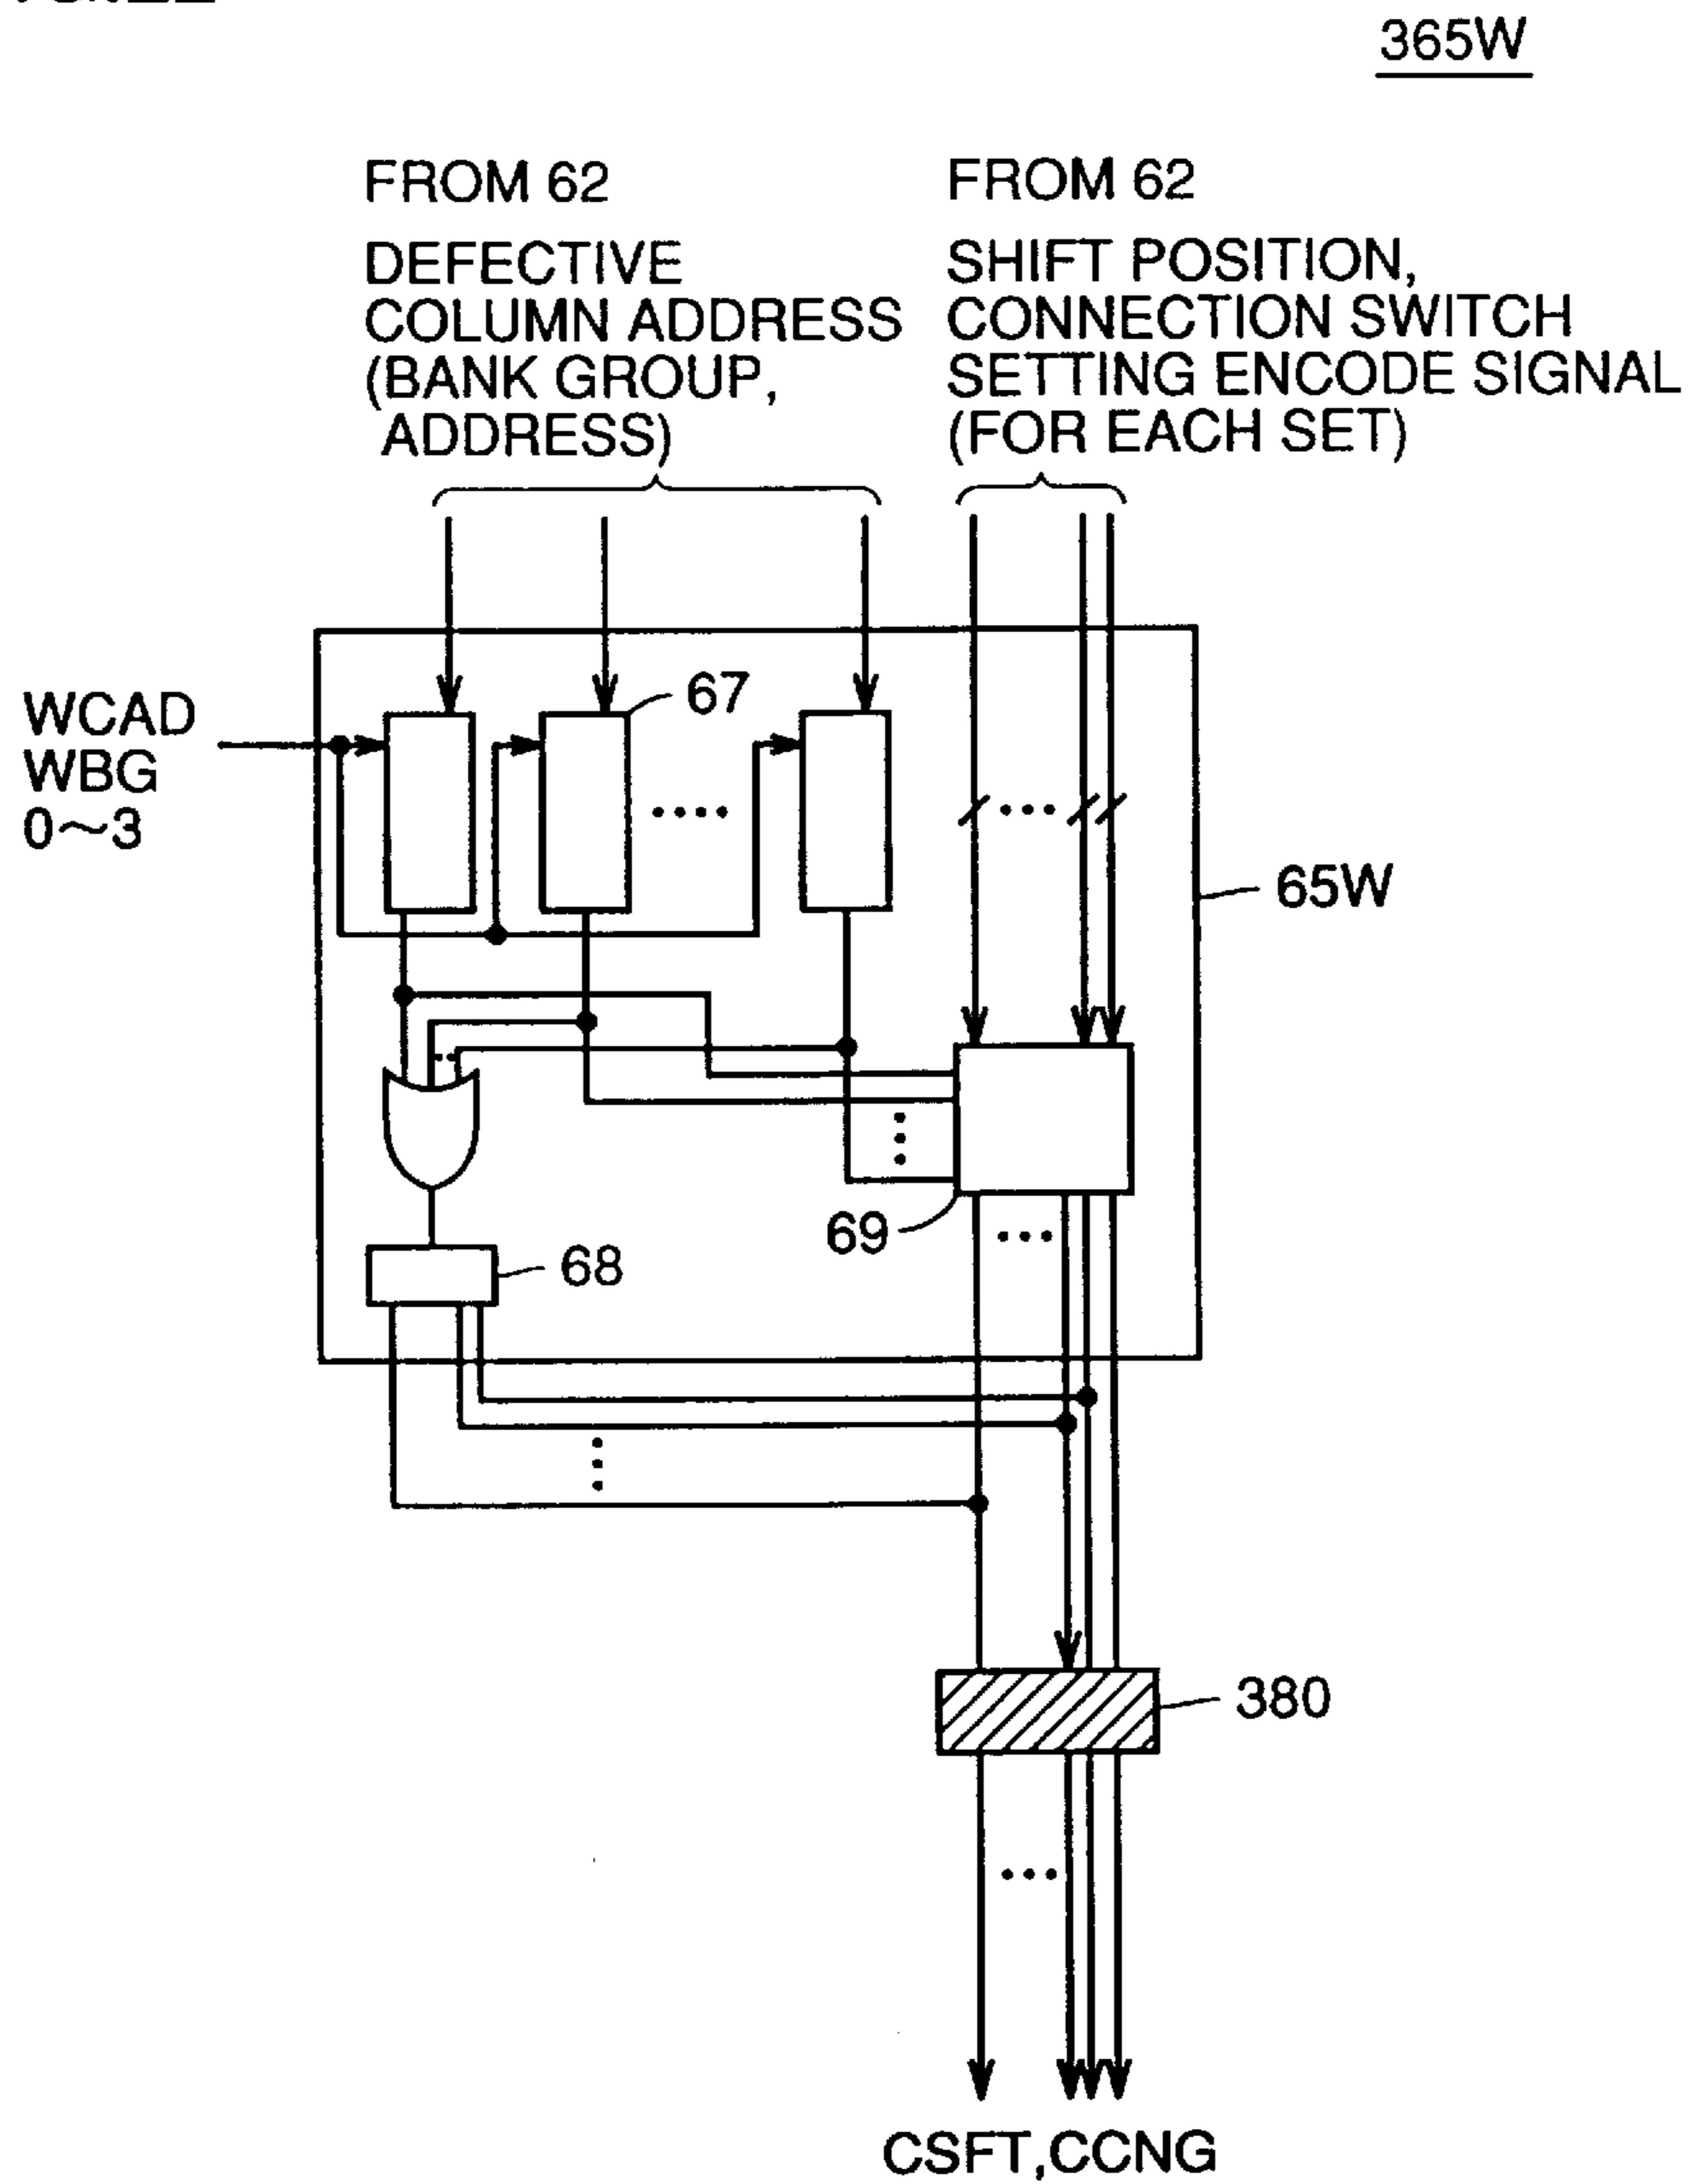 365W
FROM 62
DEFECTIVE
COLUMN ADDRESS
(BANK GROUP,
ADDRESS)
FROM 62
SHIFT POSITION,
CONNECTION SWITCH
SETTING ENCODE SIGNAL
(FOR EACH SET)
WCAD
WBG
0~3
67
65W
69
68
380
CSFT,CCNG